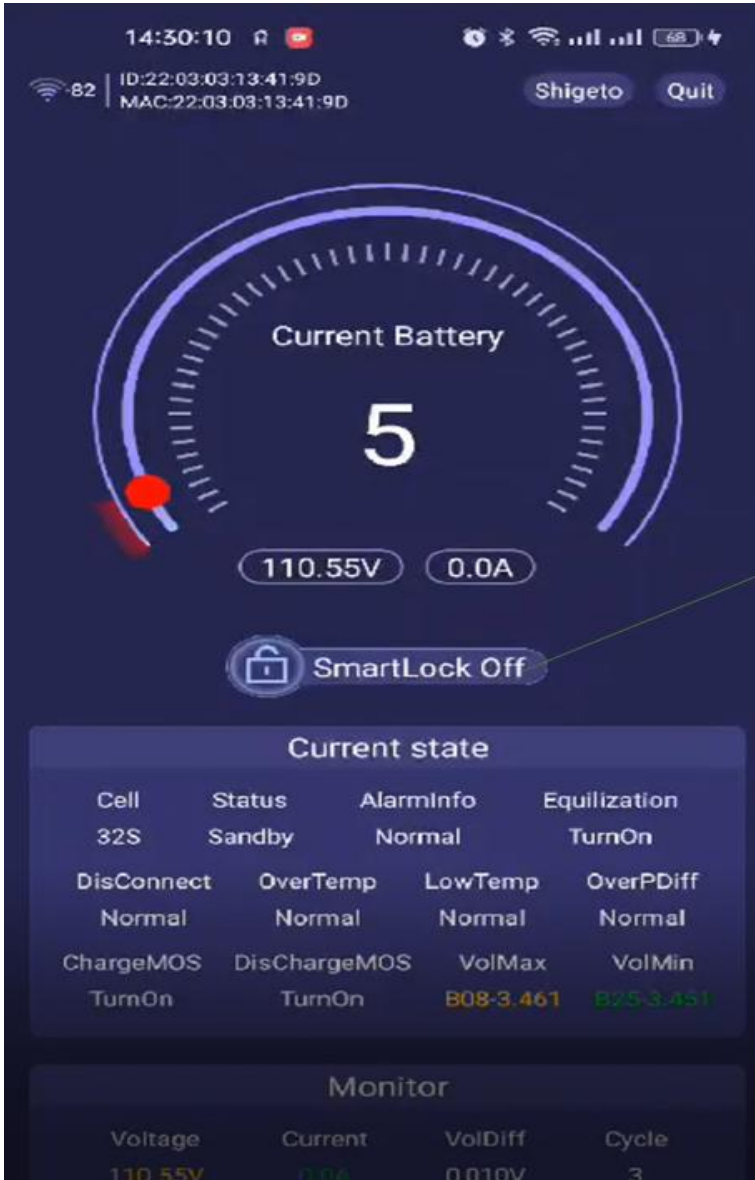 14:30:10 68
-82 ID:22:03:03:13:41:9D
MAC:22:03:03:13:41:9D
Shigeto Quit
Current Battery
5
110.55V 0.0A
SmartLock Off
Current state
Cell Status AlarmInfo Equilization
32S Sandby Normal TurnOn
DisConnect OverTemp LowTemp OverPDiff
Normal Normal Normal Normal
ChargeMOS DisChargeMOS VolMax VolMin
TurnOn TurnOn B08-3.461 B25-3.451
Monitor
Voltage Current VolDiff Cycle
110.55V 0.0A 0.010V 3